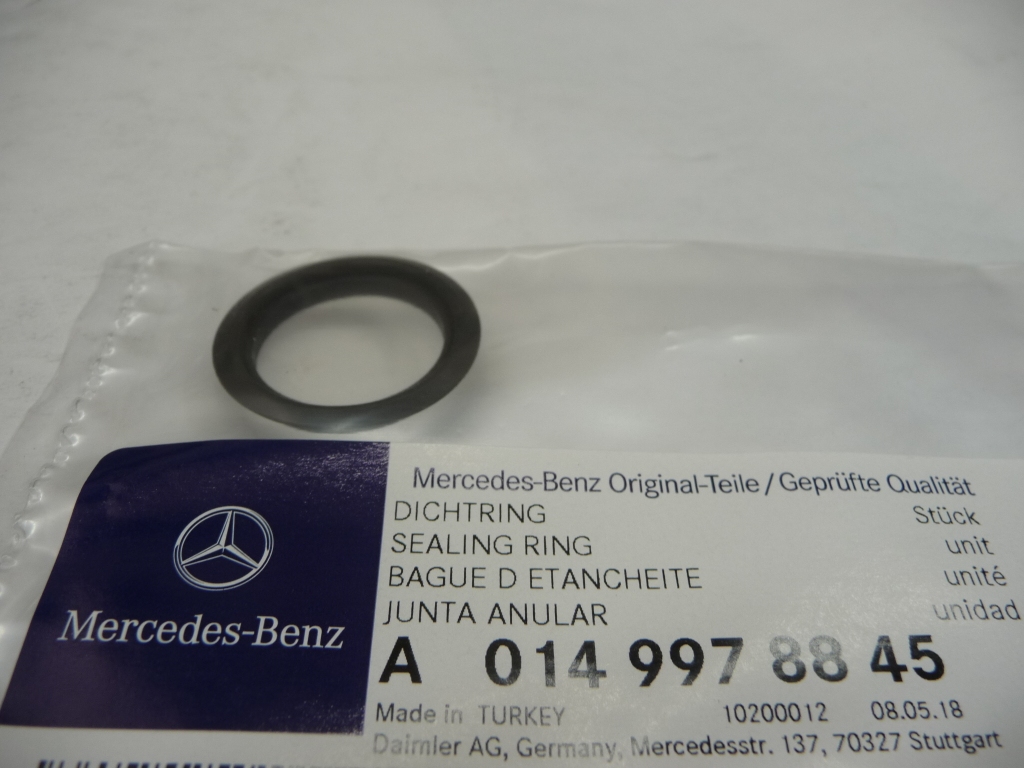 Mercedes-Benz Original-Teile / Geprüfte Qualität
DICHTRING Stück
SEALING RING unit
BAGUE D ETANCHEITE unité
JUNTA ANULAR unidad
Mercedes-Benz
A 014 997 88 45
Made in TURKEY 10200012 08.05.18
Daimler AG, Germany, Mercedesstr. 137, 70327 Stuttgart